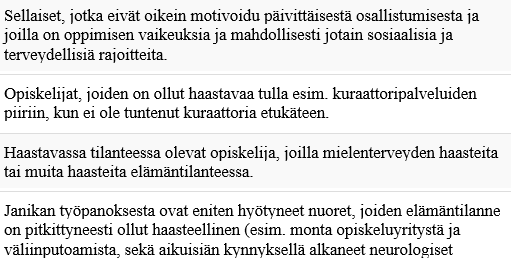 Sellaiset, jotka eivät oikein motivoidu päivittäisestä osallistumisesta ja
joilla on oppimisen vaikeuksia ja mahdollisesti jotain sosiaalisia ja
terveydellisiä rajoitteita.
Opiskelijat, joiden on ollut haastavaa tulla esim. kuraattoripalveluiden
piiriin, kun ei ole tuntenut kuraattoria etukäteen.
Haastavassa tilanteessa olevat opiskelija, joilla mielenterveyden haasteita
tai muita haasteita elämäntilanteessa.
Janikan työpanoksesta ovat eniten hyötyneet nuoret, joiden elämäntilanne
on pitkittyneesti ollut haasteellinen (esim. monta opiskeluyritystä ja
väliinputoamista, sekä aikuisiän kynnyksellä alkaneet neurologiset